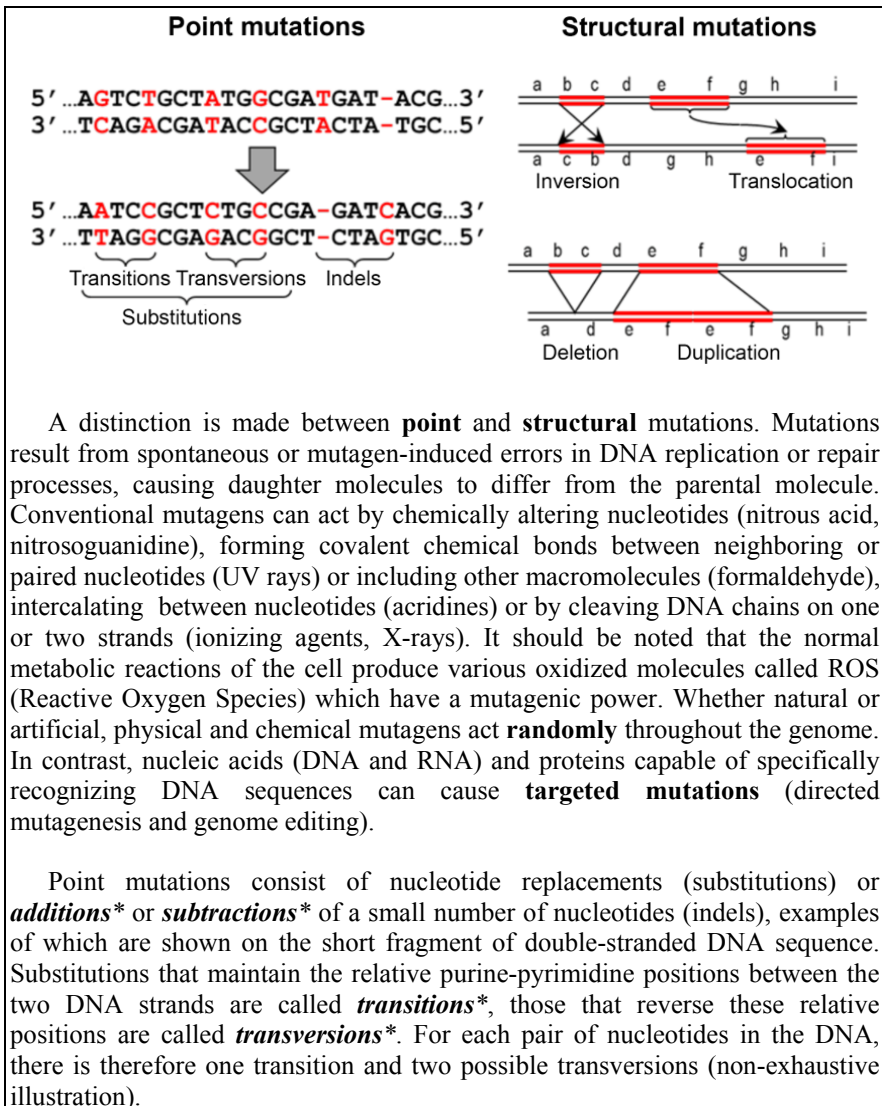 Point mutations
5′ ...AGTCTGCTATGGCGATGAT-ACG...3′
3′ ...TCAGACGATACCGCTACTA-TGC...5′
5′ ...AATCCGCTCTGCCGA-GATCACG...3′
3′ ...TTAGGCGAGACGGCT-CTAGTGC...5′
Transitions Transversions Indels
Substitutions
Structural mutations
a b c d e f g h i
a c b d g h e f i
Inversion Translocation
a b c d e f g h i
a d e f e f g h i
Deletion Duplication
A distinction is made between point and structural mutations. Mutations
result from spontaneous or mutagen-induced errors in DNA replication or repair
processes, causing daughter molecules to differ from the parental molecule.
Conventional mutagens can act by chemically altering nucleotides (nitrous acid,
nitrosoguanidine), forming covalent chemical bonds between neighboring or
paired nucleotides (UV rays) or including other macromolecules (formaldehyde),
intercalating between nucleotides (acridines) or by cleaving DNA chains on one
or two strands (ionizing agents, X-rays). It should be noted that the normal
metabolic reactions of the cell produce various oxidized molecules called ROS
(Reactive Oxygen Species) which have a mutagenic power. Whether natural or
artificial, physical and chemical mutagens act randomly throughout the genome.
In contrast, nucleic acids (DNA and RNA) and proteins capable of specifically
recognizing DNA sequences can cause targeted mutations (directed
mutagenesis and genome editing).
Point mutations consist of nucleotide replacements (substitutions) or
additions* or subtractions* of a small number of nucleotides (indels), examples
of which are shown on the short fragment of double-stranded DNA sequence.
Substitutions that maintain the relative purine-pyrimidine positions between the
two DNA strands are called transitions*, those that reverse these relative
positions are called transversions*. For each pair of nucleotides in the DNA,
there is therefore one transition and two possible transversions (non-exhaustive
illustration).